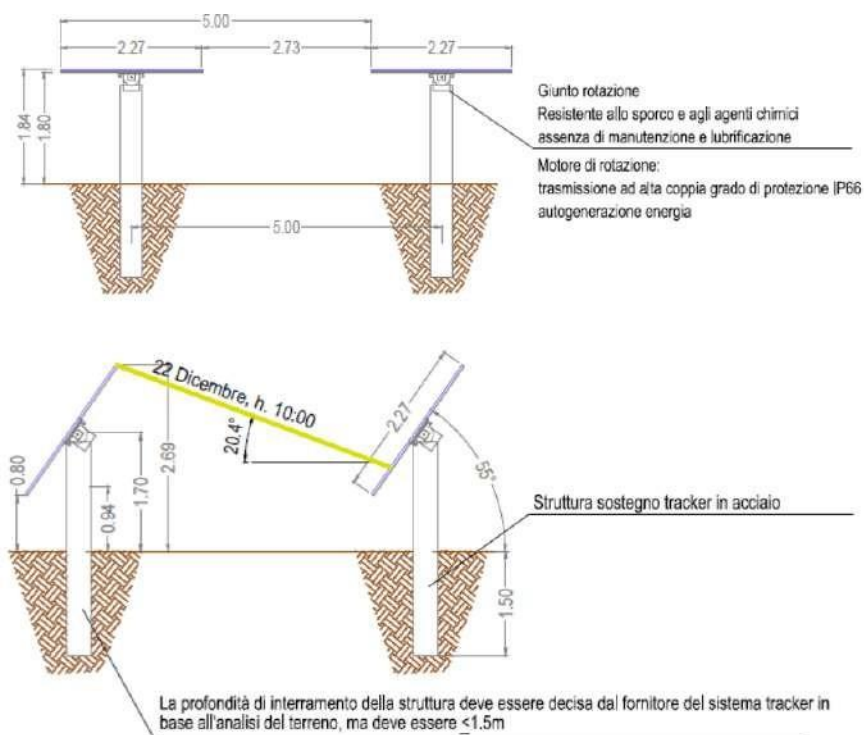 5.00
2.27
2.73
2.27
1.84
1.80
Giunto rotazione
Resistente allo sporco e agli agenti chimici
assenza di manutenzione e lubrificazione
Motore di rotazione:
trasmissione ad alta coppia grado di protezione IP66
autogenerazione energia
5.00
22 Dicembre, h. 10:00
20.4°
2.27
55°
0.80
0.94
1.70
2.69
Struttura sostegno tracker in acciaio
1.50
La profondità di interramento della struttura deve essere decisa dal fornitore del sistema tracker in
base all'analisi del terreno, ma deve essere <1.5m